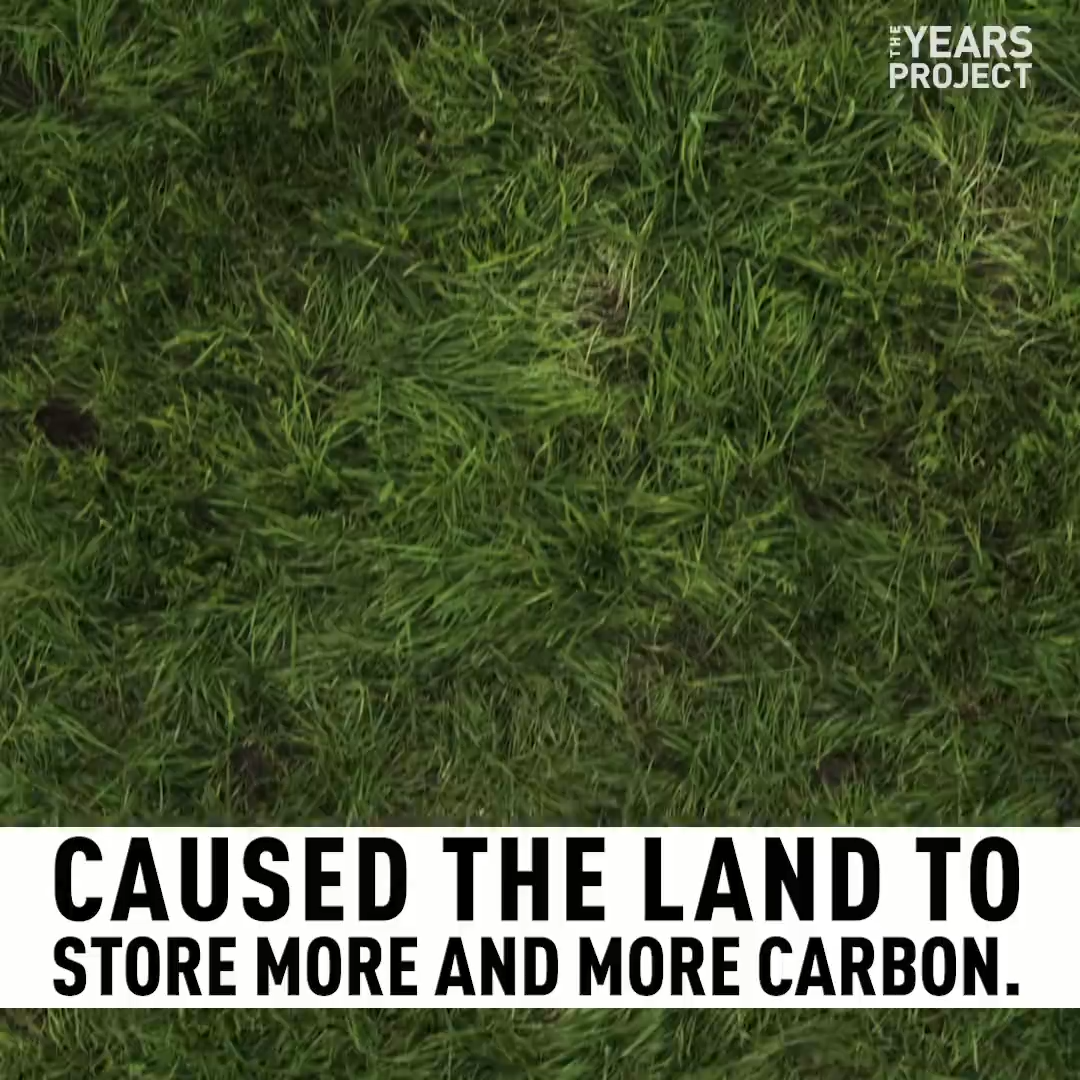 THE YEARS
PROJECT
CAUSED THE LAND TO
STORE MORE AND MORE CARBON.